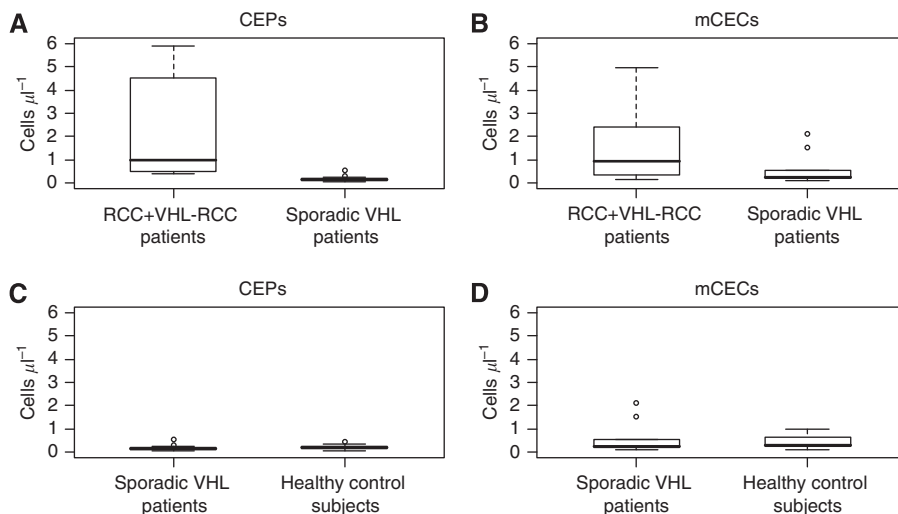 A
CEPs
6
5
4
3
2
1
0
Cells µl⁻¹
RCC+VHL-RCC
patients
Sporadic VHL
patients
B
mCECs
6
5
4
3
2
1
0
Cells µl⁻¹
RCC+VHL-RCC
patients
Sporadic VHL
patients
C
CEPs
6
5
4
3
2
1
0
Cells µl⁻¹
Sporadic VHL
patients
Healthy control
subjects
D
mCECs
6
5
4
3
2
1
0
Cells µl⁻¹
Sporadic VHL
patients
Healthy control
subjects